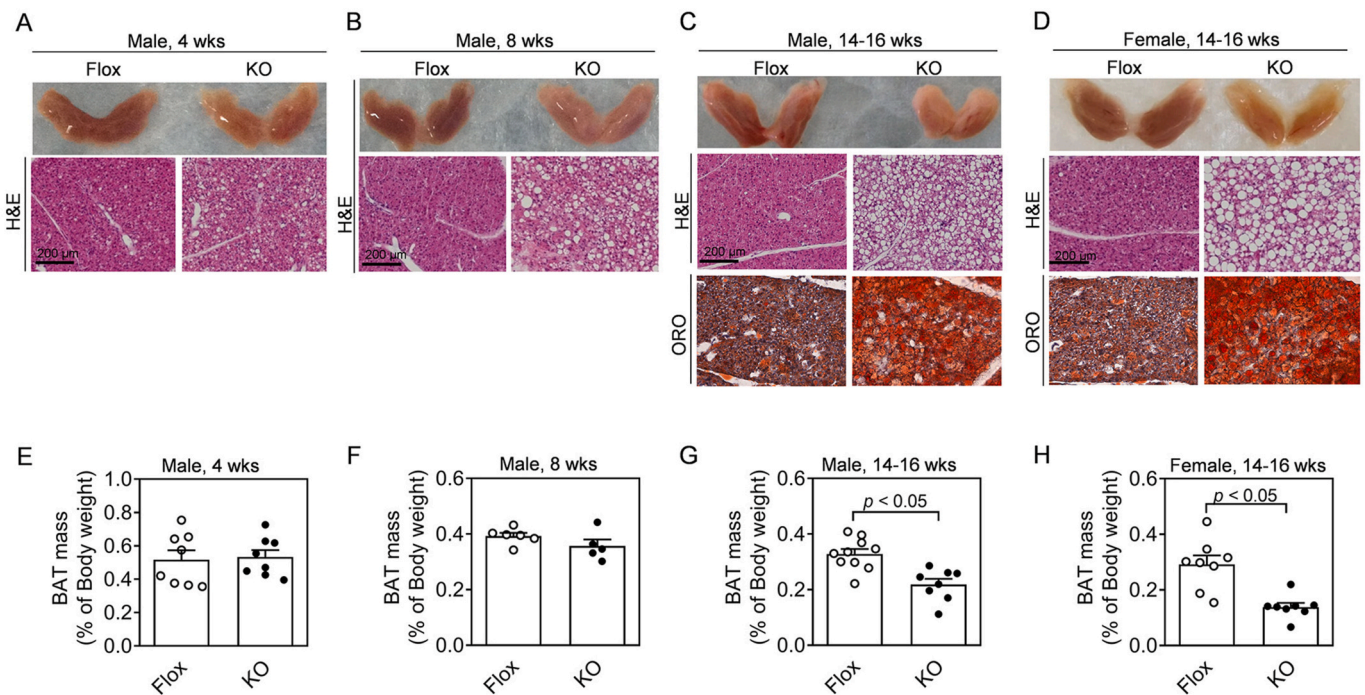 A
Male, 4 wks
Flox KO
H&E
200 µm
B
Male, 8 wks
Flox KO
H&E
200 µm
C
Male, 14-16 wks
Flox KO
H&E
200 µm
ORO
D
Female, 14-16 wks
Flox KO
H&E
200 µm
ORO
E
Male, 4 wks
BAT mass
(% of Body weight)
1.0
0.8
0.6
0.4
0.2
0.0
Flox KO
F
Male, 8 wks
BAT mass
(% of Body weight)
0.6
0.4
0.2
0.0
Flox KO
G
Male, 14-16 wks
BAT mass
(% of Body weight)
0.6
0.4
0.2
0.0
p < 0.05
Flox KO
H
Female, 14-16 wks
BAT mass
(% of Body weight)
0.6
0.4
0.2
0.0
p < 0.05
Flox KO